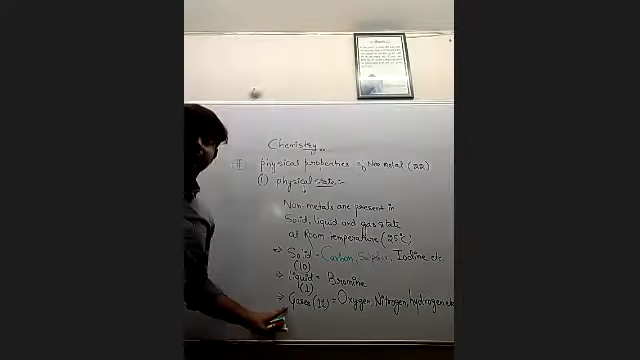 Chemistry
II physical properties of Non metal (22)
1 physical state :-
Non-metals are present in
Solid, liquid and gas state
at Room temperature (25°C)
→ Solid = Carbon, Sulphur, Iodine etc.
(10)
⇒ liquid = Bromine
(1)
⇒ Gases (11) = Oxygen, Nitrogen, hydrogen etc